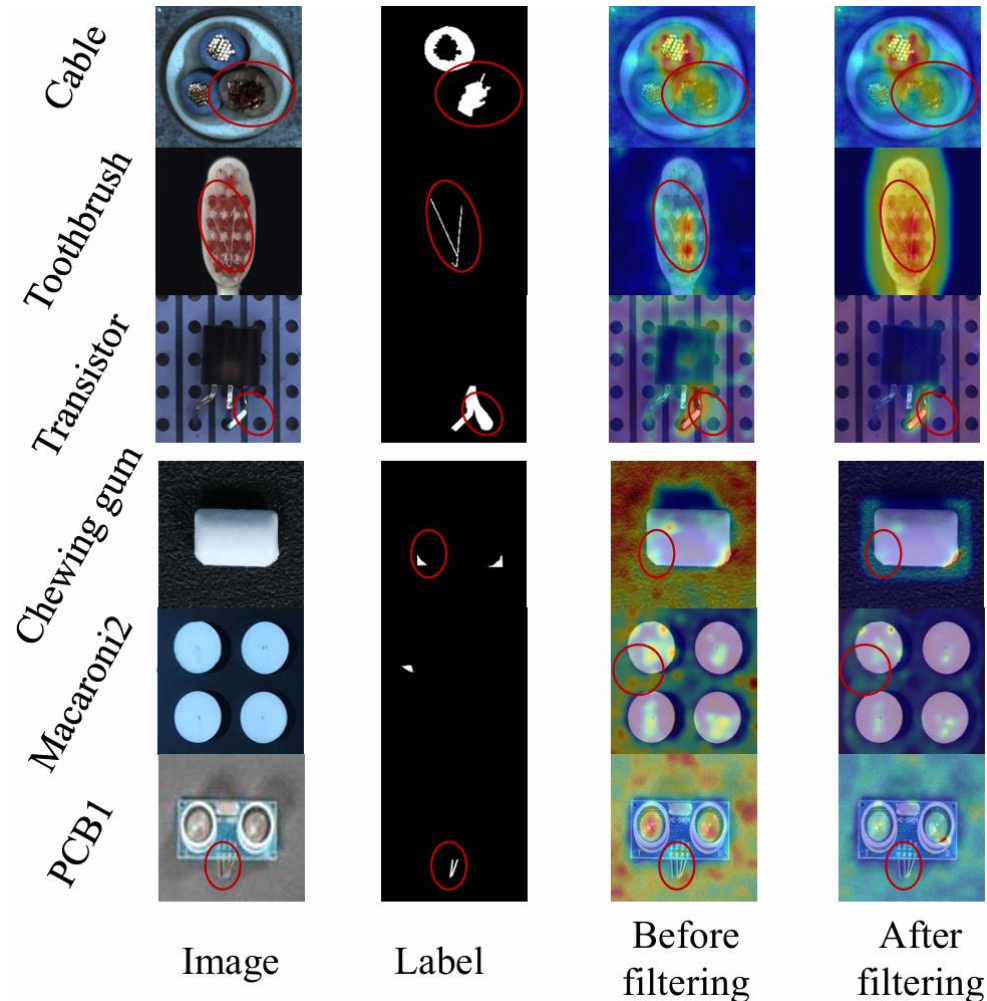 Cable
Toothbrush
Transistor
Chewing gum
Macaroni2
PCB1
Image
Label
Before
filtering
After
filtering